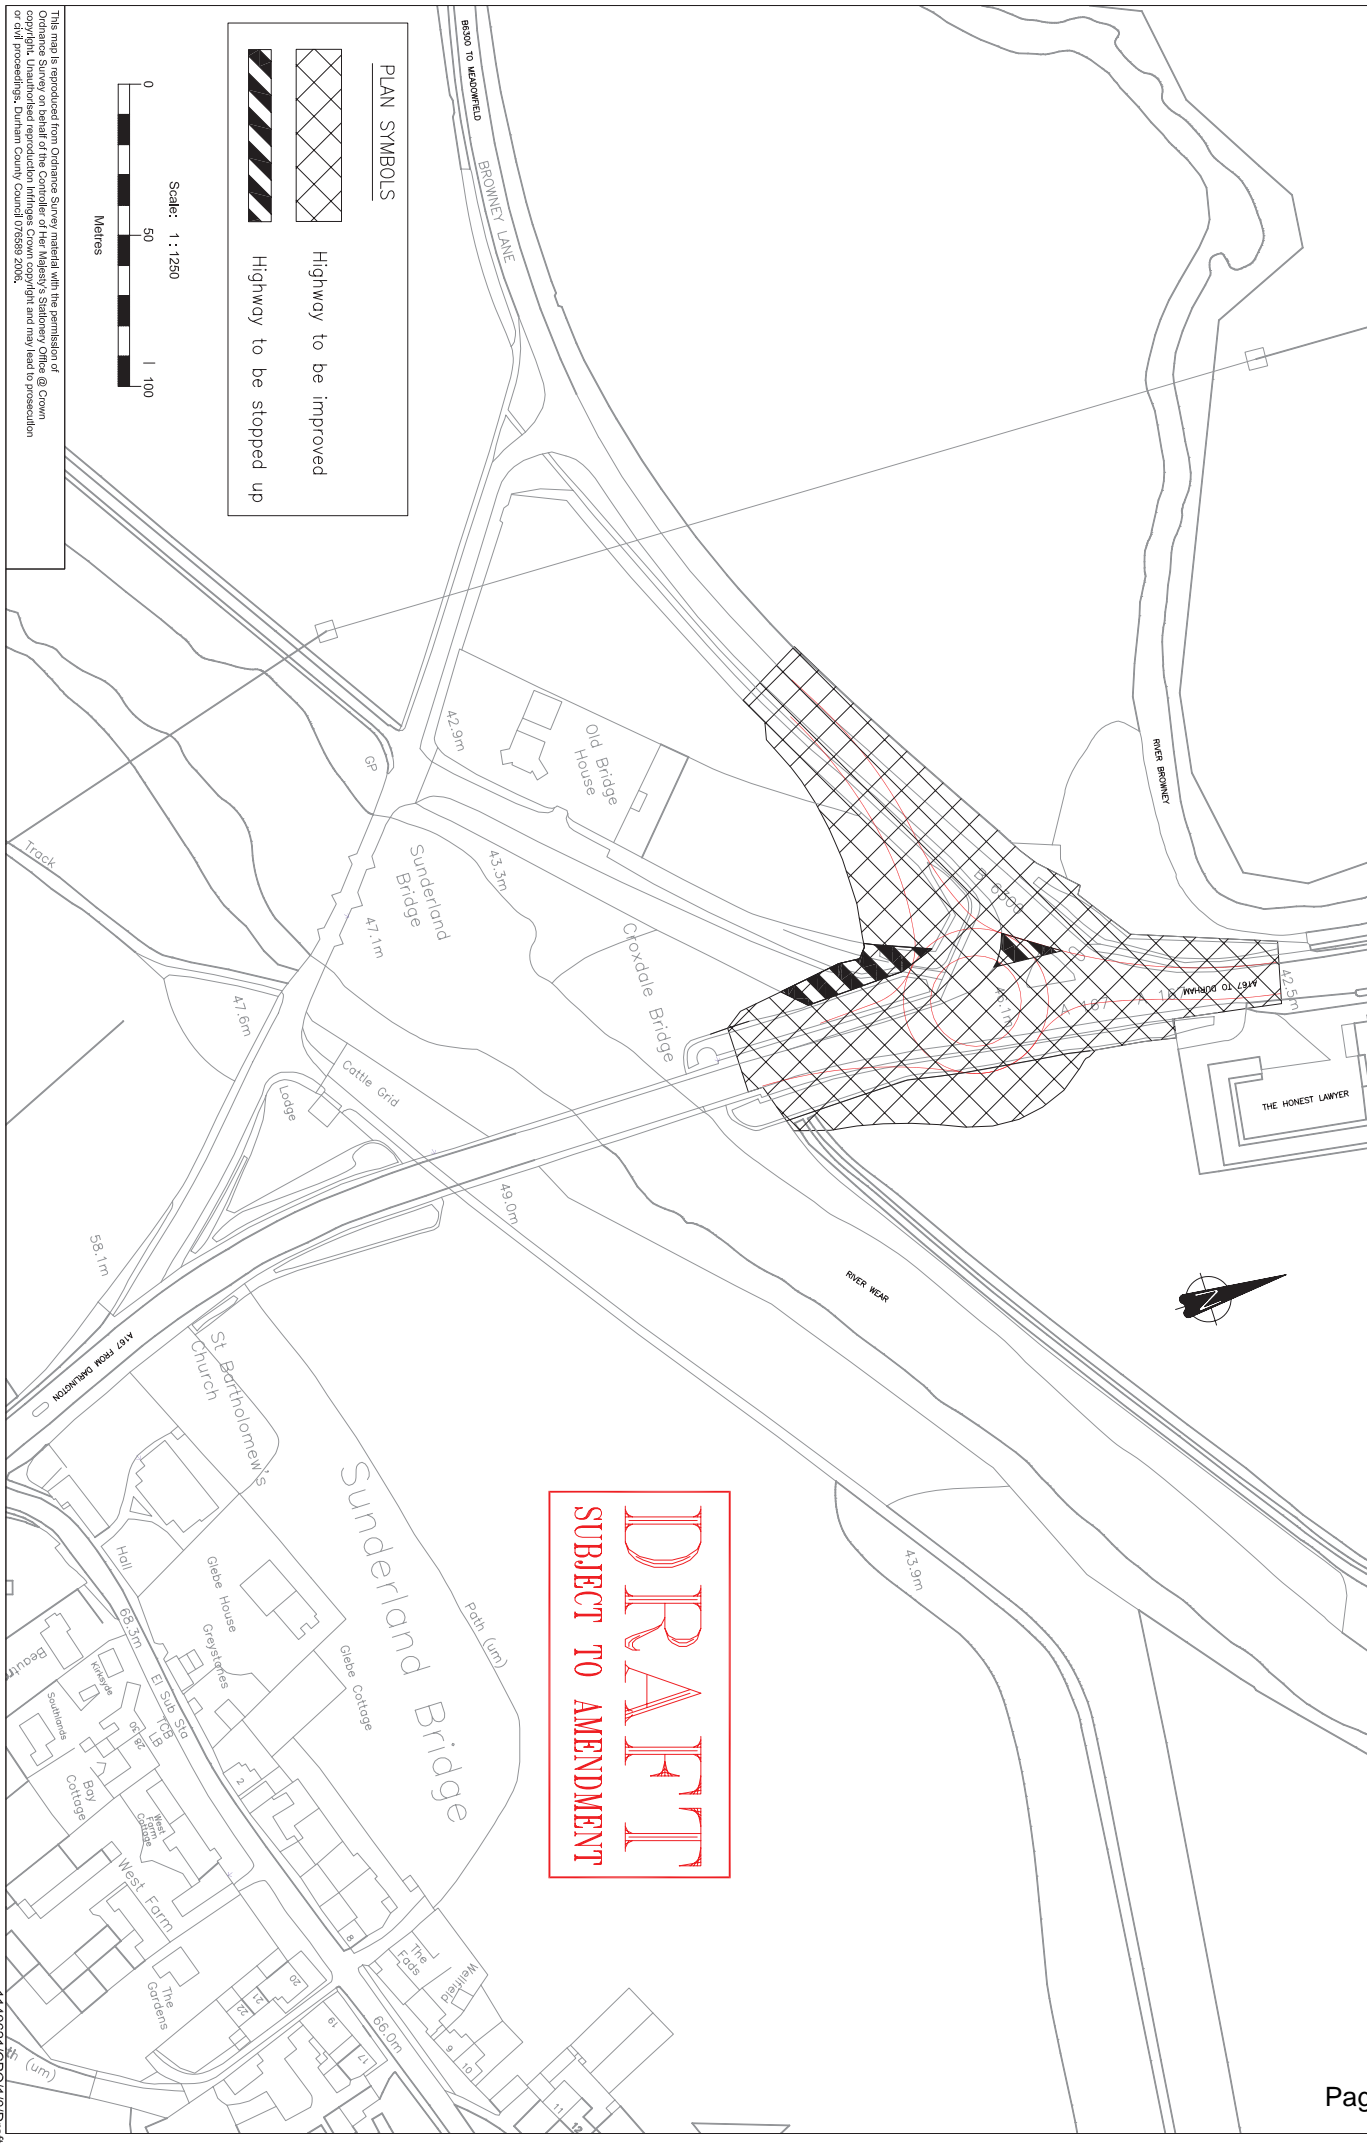 PLAN SYMBOLS
Highway to be improved
Highway to be stopped up
Scale: 1 : 1250
0
50
100
Metres
This map is reproduced from Ordnance Survey material with the permission of
Ordnance Survey on behalf of the Controller of Her Majesty's Stationery Office @ Crown
copyright. Unauthorised reproduction infringes Crown copyright and may lead to prosecution
or civil proceedings. Durham County Council 076589 2006.
B6300 TO MEADOWFIELD
BROWNEY LANE
RIVER BROWNEY
B 6300
A167 TO DURHAM
A 167
42.5m
THE HONEST LAWYER
Old Bridge
House
42.9m
GP
Track
Sunderland
Bridge
43.3m
47.1m
Croxdale Bridge
47.6m
Cattle Grid
Lodge
49.0m
58.1m
RIVER WEAR
N
A167 FROM DARLINGTON
St Bartholomew's
Church
Sunderland Bridge
Path (um)
43.9m
DRAFT
SUBJECT TO AMENDMENT
Hall
Glebe House
Greystones
Glebe Cottage
68.3m
El Sub Sta
TCB
LB
Kirksyde
Southlands
30
28
Bay
Cottage
West
Farm
Cottage
West Farm
2
8
The
Fads
Wellfield
The
Gardens
20
21
22
19
17
66.0m
9
10
11
12
Pag